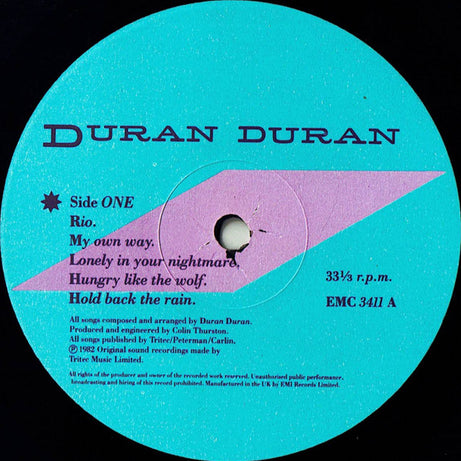 DURAN DURAN
Side ONE
Rio.
My own way.
Lonely in your nightmare.
Hungry like the wolf.
Hold back the rain.
33⅓ r.p.m.
EMC 3411 A
All songs composed and arranged by Duran Duran.
Produced and engineered by Colin Thurston.
All songs published by Tritec/Peterman/Carlin.
℗ 1982 Original sound recordings made by
Tritec Music Limited.
All rights of the producer and owner of the recorded work reserved. Unauthorised public performance,
broadcasting and hiring of this record prohibited. Manufactured in the UK by EMI Records Limited.